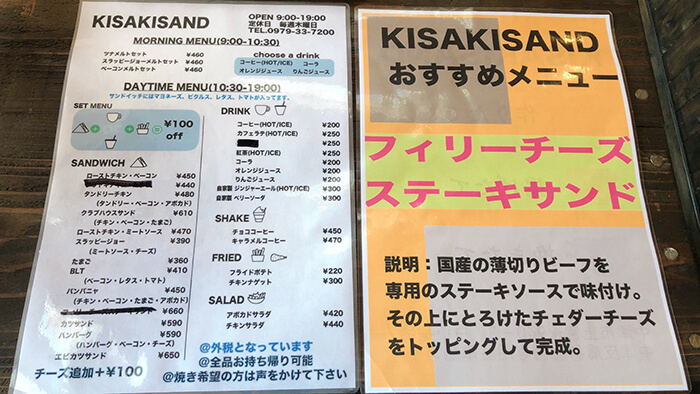 KISAKISAND
OPEN 9:00-19:00
定休日　毎週木曜日
TEL.0979-33-7200
MORNING MENU(9:00-10:30)
ツナメルトセット ¥460
スラッピージョーメルトセット ¥460
ベーコンメルトセット ¥460
choose a drink
コーヒー(HOT/ICE)　コーラ
オレンジジュース　りんごジュース
DAYTIME MENU(10:30-19:00)
サンドイッチにはマヨネーズ、ピクルス、レタス、トマトが入ってます。
SET MENU
¥100
off
SANDWICH
ローストチキン・ベーコン ¥450
¥440
タンドリーチキン ¥480
(タンドリー・ベーコン・アボカド)
クラブハウスサンド ¥610
(チキン・ベーコン・たまご)
ローストチキン・ミートソース ¥470
スラッピージョー ¥390
(ミートソース・チーズ)
たまご ¥360
BLT ¥410
(ベーコン・レタス・トマト)
バンバニャ ¥450
(チキン・ベーコン・たまご・アボカド)
¥660
カツサンド ¥590
ハンバーグ ¥590
(ハンバーグ・ベーコン・チーズ)
エビカツサンド ¥650
チーズ追加＋¥100
DRINK
コーヒー(HOT/ICE) ¥200
カフェラテ(HOT/ICE) ¥250
¥250
紅茶(HOT/ICE) ¥200
コーラ ¥200
オレンジジュース ¥200
りんごジュース ¥200
自家製 ジンジャエール(HOT/ICE) ¥300
自家製 ベリーソーダ ¥300
SHAKE
チョココーヒー ¥450
キャラメルコーヒー ¥470
FRIED
フライドポテト ¥220
チキンナゲット ¥300
SALAD
アボカドサラダ ¥420
チキンサラダ ¥440
@外税となっています
@全品お持ち帰り可能
@焼き希望の方は声をかけて下さい
KISAKISAND
おすすめメニュー
フィリーチーズ
ステーキサンド
説明：国産の薄切りビーフを
専用のステーキソースで味付け。
その上にとろけたチェダーチーズ
をトッピングして完成。